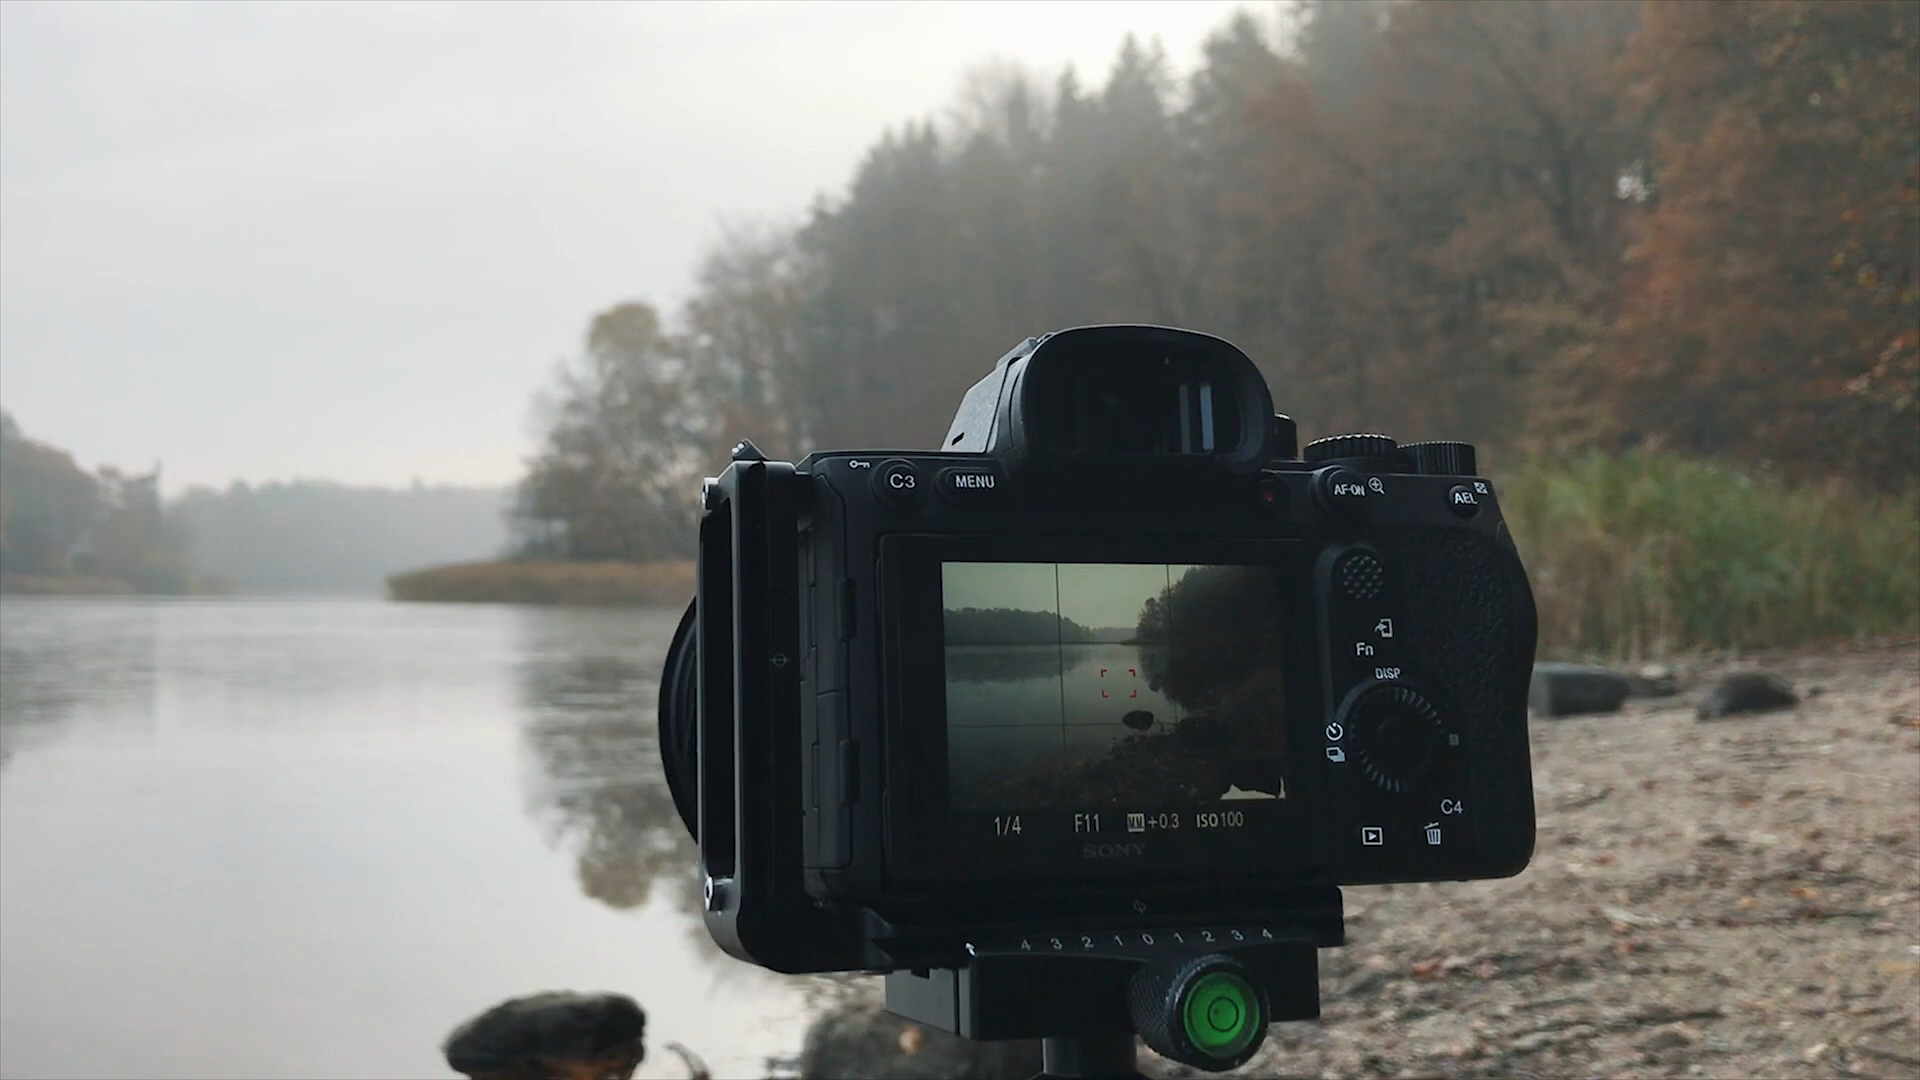 C3 MENU
AF-ON AEL
Fn
DISP
C4
1/4 F11 +0.3 ISO100
SONY
4 3 2 1 0 1 2 3 4